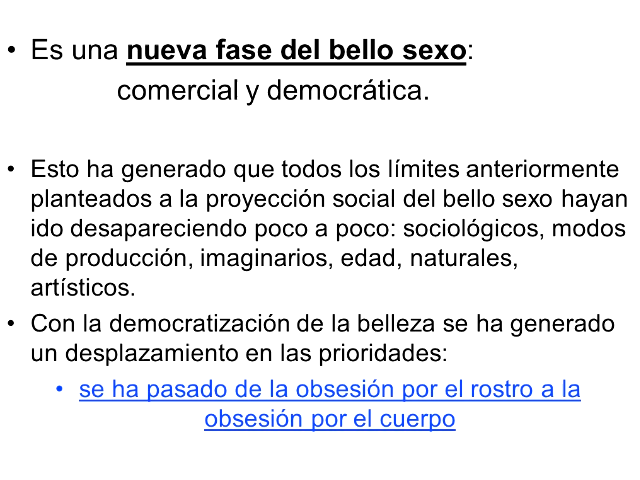 • Es una nueva fase del bello sexo:
comercial y democrática.
• Esto ha generado que todos los límites anteriormente
planteados a la proyección social del bello sexo hayan
ido desapareciendo poco a poco: sociológicos, modos
de producción, imaginarios, edad, naturales,
artísticos.
• Con la democratización de la belleza se ha generado
un desplazamiento en las prioridades:
• se ha pasado de la obsesión por el rostro a la
obsesión por el cuerpo